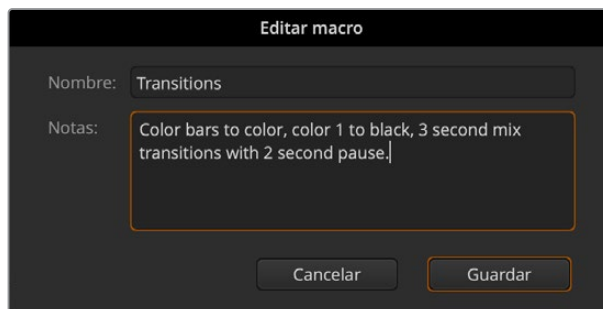 Editar macro
Nombre: Transitions
Notas: Color bars to color, color 1 to black, 3 second mix
transitions with 2 second pause.
Cancelar Guardar